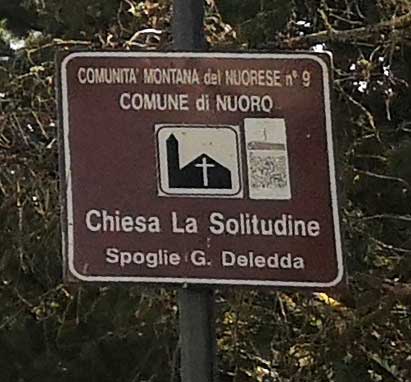 COMUNITA' MONTANA del NUORESE n° 9
COMUNE di NUORO
Chiesa La Solitudine
Spoglie G. Deledda